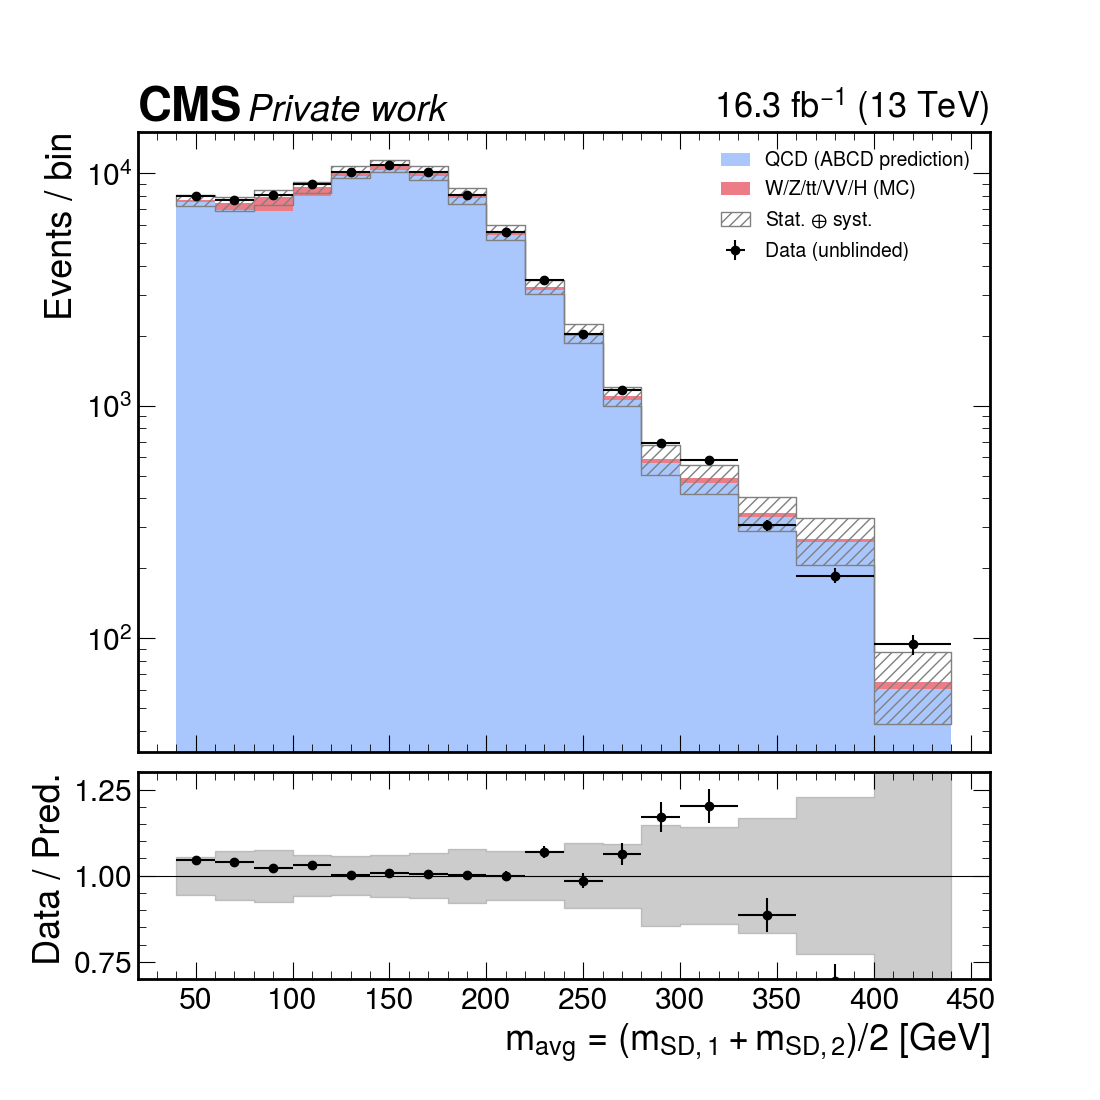 CMS Private work 16.3 fb⁻¹ (13 TeV)
Events / bin
10⁴
10³
10²
QCD (ABCD prediction)
W/Z/tt/VV/H (MC)
Stat. ⊕ syst.
Data (unblinded)
Data / Pred.
1.25
1.00
0.75
50 100 150 200 250 300 350 400 450
m_avg = (m_SD, 1 + m_SD, 2)/2 [GeV]